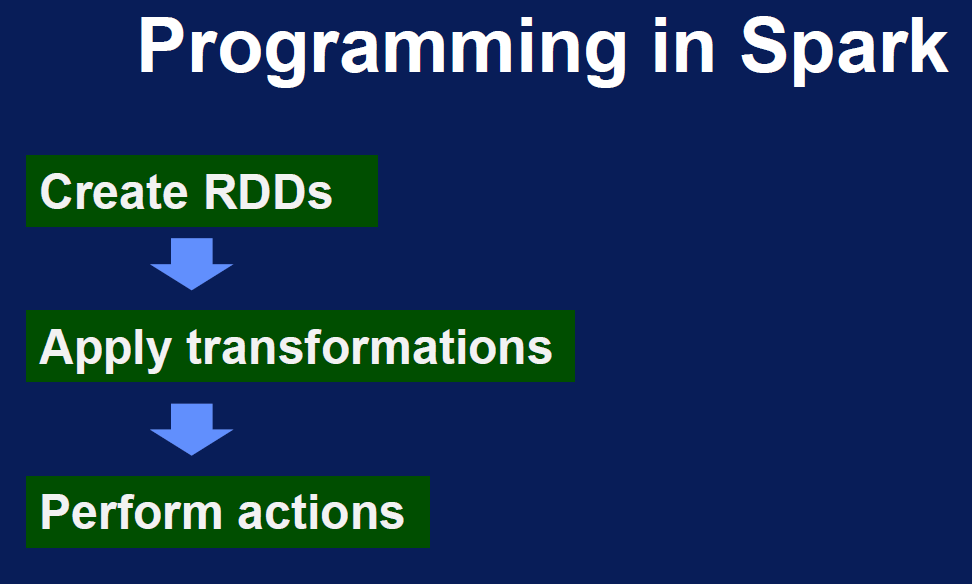 Programming in Spark
Create RDDs
Apply transformations
Perform actions